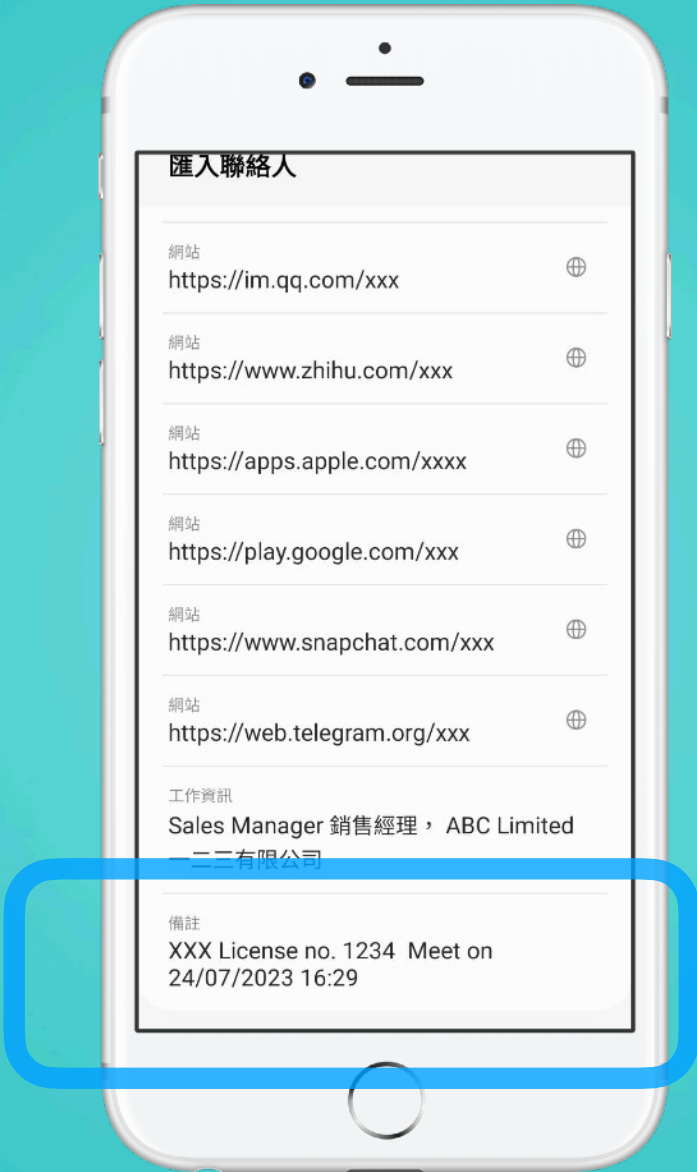 匯入聯絡人
網站
https://im.qq.com/xxx
網站
https://www.zhihu.com/xxx
網站
https://apps.apple.com/xxxx
網站
https://play.google.com/xxx
網站
https://www.snapchat.com/xxx
網站
https://web.telegram.org/xxx
工作資訊
Sales Manager 銷售經理， ABC Limited
一二三有限公司
備註
XXX License no. 1234  Meet on
24/07/2023 16:29